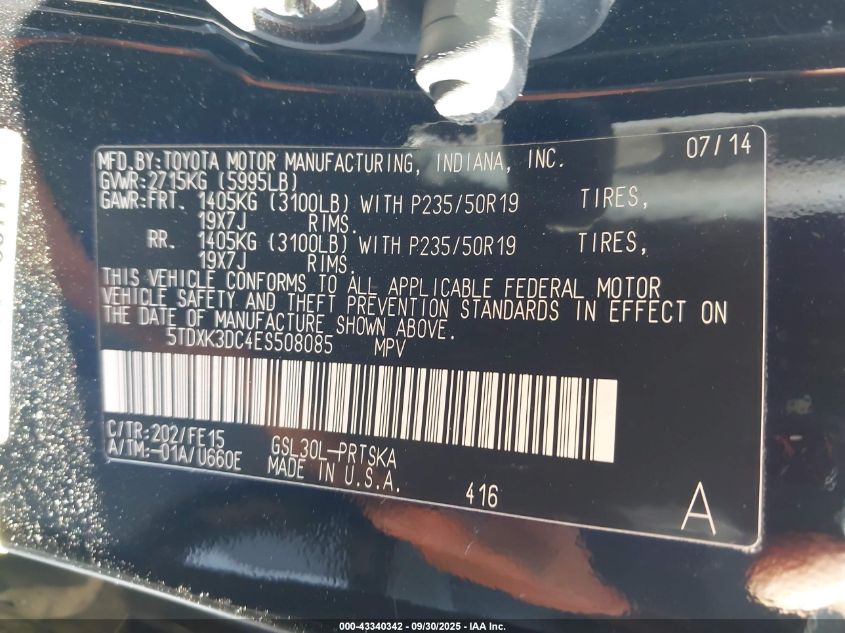 MFD.BY:TOYOTA MOTOR MANUFACTURING, INDIANA, INC. 07/14
GVWR:2715KG (5995LB)
GAWR:FRT. 1405KG (3100LB) WITH P235/50R19 TIRES,
19X7J RIMS.
RR. 1405KG (3100LB) WITH P235/50R19 TIRES,
19X7J RIMS.
THIS VEHICLE CONFORMS TO ALL APPLICABLE FEDERAL MOTOR
VEHICLE SAFETY AND THEFT PREVENTION STANDARDS IN EFFECT ON
THE DATE OF MANUFACTURE SHOWN ABOVE.
5TDXK3DC4ES508085 MPV
C/TR:202/FE15
A/TM:-01A/U660E
GSL30L-PRTSKA
MADE IN U.S.A.
416
A
000-43340342 - 09/30/2025 - IAA Inc.